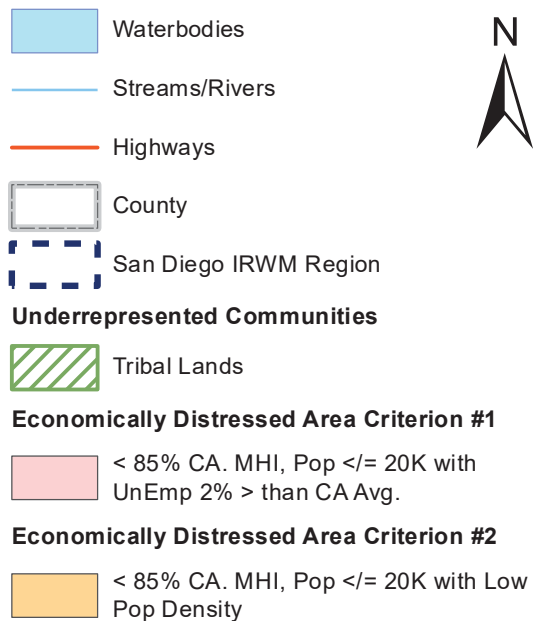 Waterbodies
N
Streams/Rivers
Highways
County
San Diego IRWM Region
Underrepresented Communities
Tribal Lands
Economically Distressed Area Criterion #1
< 85% CA. MHI, Pop </= 20K with
UnEmp 2% > than CA Avg.
Economically Distressed Area Criterion #2
< 85% CA. MHI, Pop </= 20K with Low
Pop Density